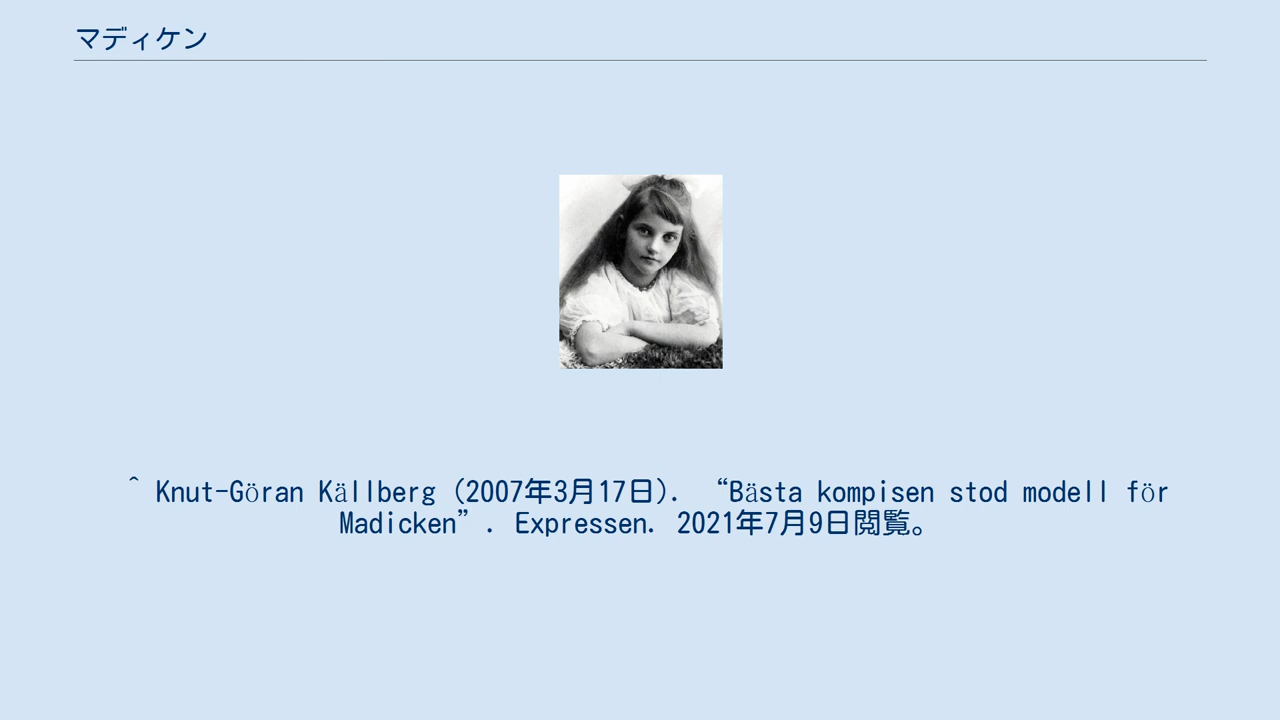 マディケン
^ Knut-Göran Källberg (2007年3月17日). “Bästa kompisen stod modell för
Madicken”. Expressen. 2021年7月9日閲覧。